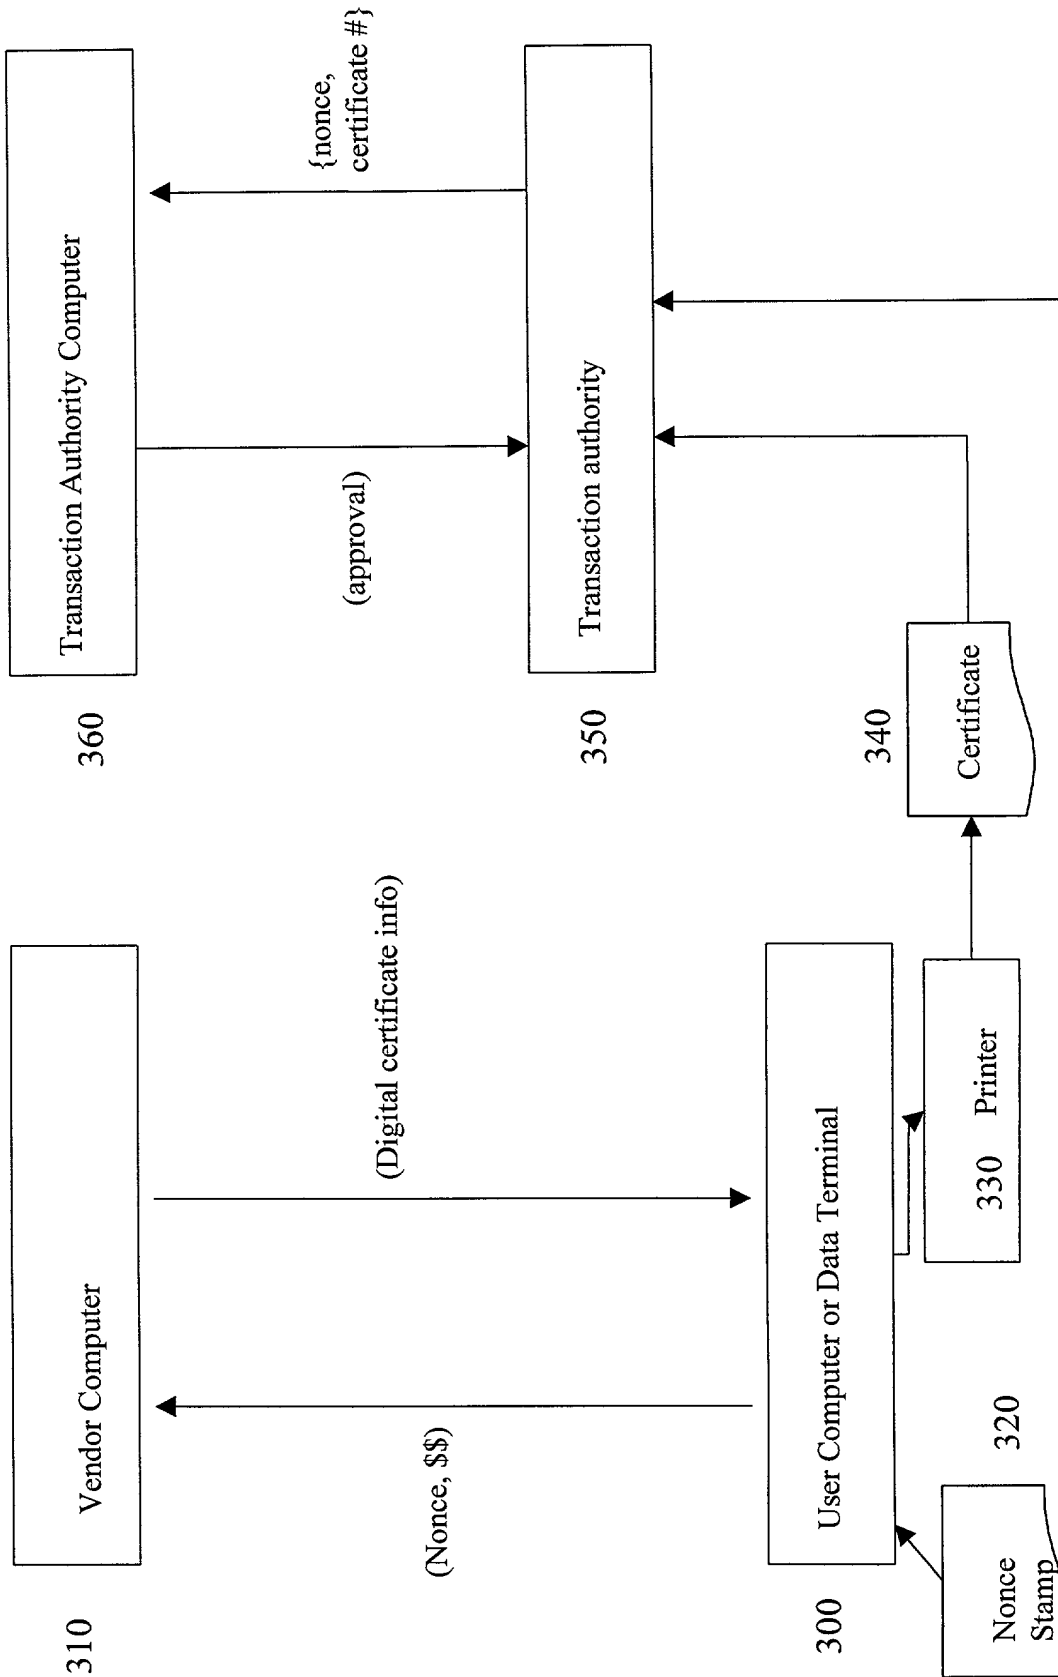 310
Vendor Computer
(Nonce, $$)
(Digital certificate info)
300
User Computer or Data Terminal
Nonce
Stamp
320
330
Printer
340
Certificate
350
Transaction authority
360
Transaction Authority Computer
(approval)
{nonce,
certificate #}